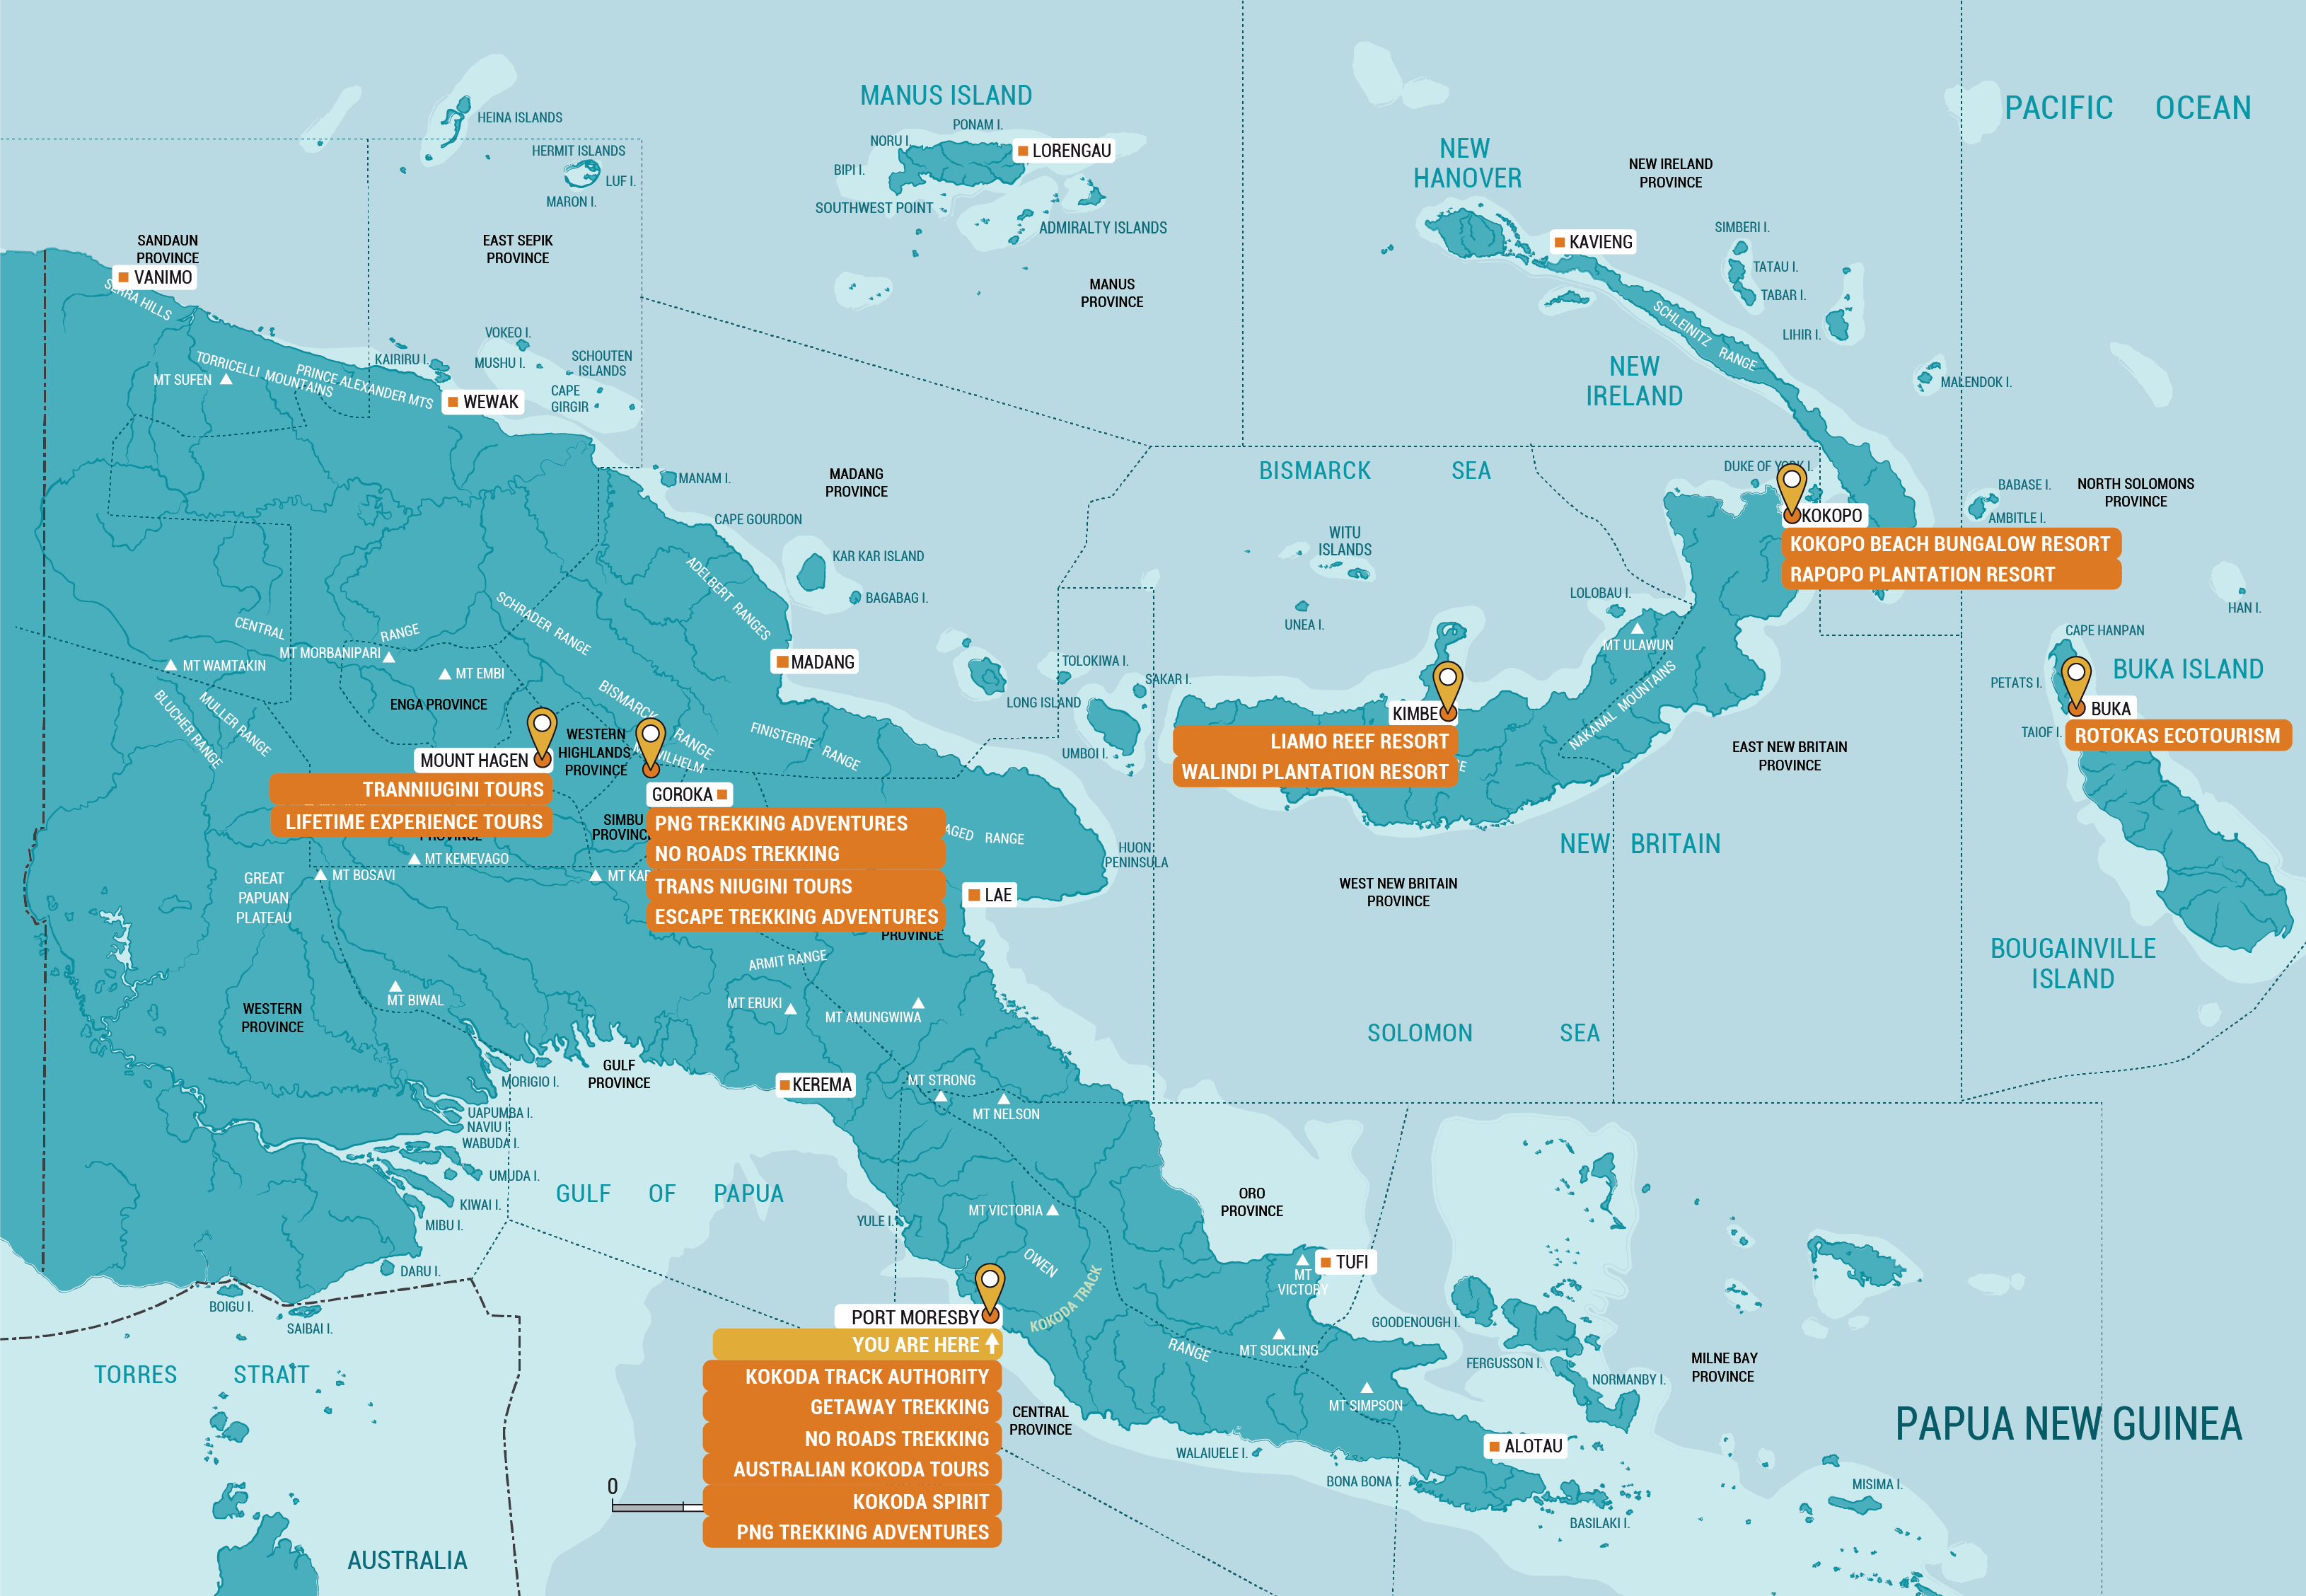 MANUS ISLAND
PACIFIC OCEAN
HEINA ISLANDS
PONAM I.
NORU I.
LORENGAU
HERMIT ISLANDS
LUF I.
MARON I.
BIPI I.
SOUTHWEST POINT
ADMIRALTY ISLANDS
MANUS
PROVINCE
NEW
HANOVER
NEW IRELAND
PROVINCE
KAVIENG
SIMBERI I.
TATAU I.
TABAR I.
LIHIR I.
MALENDOK I.
SCHLEINITZ RANGE
NEW
IRELAND
SANDAUN
PROVINCE
VANIMO
SERRA HILLS
EAST SEPIK
PROVINCE
VOKEO I.
KAIRIRU I.
MUSHU I.
SCHOUTEN
ISLANDS
CAPE
GIRGIR
TORRICELLI MOUNTAINS
PRINCE ALEXANDER MTS
MT SUFEN
WEWAK
MANAM I.
MADANG
PROVINCE
CAPE GOURDON
KAR KAR ISLAND
BAGABAG I.
ADELBERT RANGES
BISMARCK SEA
DUKE OF YORK I.
KOKOPO
KOKOPO BEACH BUNGALOW RESORT
RAPOPO PLANTATION RESORT
BABASE I.
AMBITLE I.
NORTH SOLOMONS
PROVINCE
WITU
ISLANDS
UNEA I.
LOLOBAU I.
MT ULAWUN
NAKANAI MOUNTAINS
HAN I.
CAPE HANPAN
BUKA ISLAND
PETATS I.
BUKA
TAIOF I.
ROTOKAS ECOTOURISM
CENTRAL RANGE
SCHRADER RANGE
MT WAMTAKIN
MT MORBANIPARI
MT EMBI
ENGA PROVINCE
BLUCHER RANGE
MULLER RANGE
MADANG
TOLOKIWA I.
SAKAR I.
LONG ISLAND
UMBOI I.
BISMARCK RANGE
FINISTERRE RANGE
WESTERN
HIGHLANDS
PROVINCE
WILHELM
MOUNT HAGEN
TRANNIUGINI TOURS
LIFETIME EXPERIENCE TOURS
PROVINCE
GOROKA
SIMBU
PROVINCE
PNG TREKKING ADVENTURES
NO ROADS TREKKING
TRANS NIUGINI TOURS
ESCAPE TREKKING ADVENTURES
PROVINCE
RANGE
HUON
PENINSULA
LAE
KIMBE
LIAMO REEF RESORT
WALINDI PLANTATION RESORT
EAST NEW BRITAIN
PROVINCE
NEW BRITAIN
WEST NEW BRITAIN
PROVINCE
BOUGAINVILLE
ISLAND
SOLOMON SEA
MT KEMEVAGO
MT BOSAVI
GREAT
PAPUAN
PLATEAU
WESTERN
PROVINCE
MT BIWAL
ARMIT RANGE
MT ERUKI
MT AMUNGWIWA
GULF
PROVINCE
MORIGIO I.
KEREMA
MT STRONG
MT NELSON
UAPUMBA I.
NAVIU I.
WABUDA I.
UMUDA I.
KIWAI I.
MIBU I.
DARU I.
BOIGU I.
SAIBAI I.
GULF OF PAPUA
YULE I.
MT VICTORIA
OWEN RANGE
KOKODA TRACK
ORO
PROVINCE
TUFI
MT
VICTORY
MT SUCKLING
MT SIMPSON
GOODENOUGH I.
FERGUSSON I.
NORMANBY I.
MILNE BAY
PROVINCE
PAPUA NEW GUINEA
TORRES STRAIT
AUSTRALIA
PORT MORESBY
YOU ARE HERE
KOKODA TRACK AUTHORITY
GETAWAY TREKKING
NO ROADS TREKKING
AUSTRALIAN KOKODA TOURS
KOKODA SPIRIT
PNG TREKKING ADVENTURES
0
CENTRAL
PROVINCE
WALAIUELE I.
BONA BONA I.
ALOTAU
BASILAKI I.
MISIMA I.